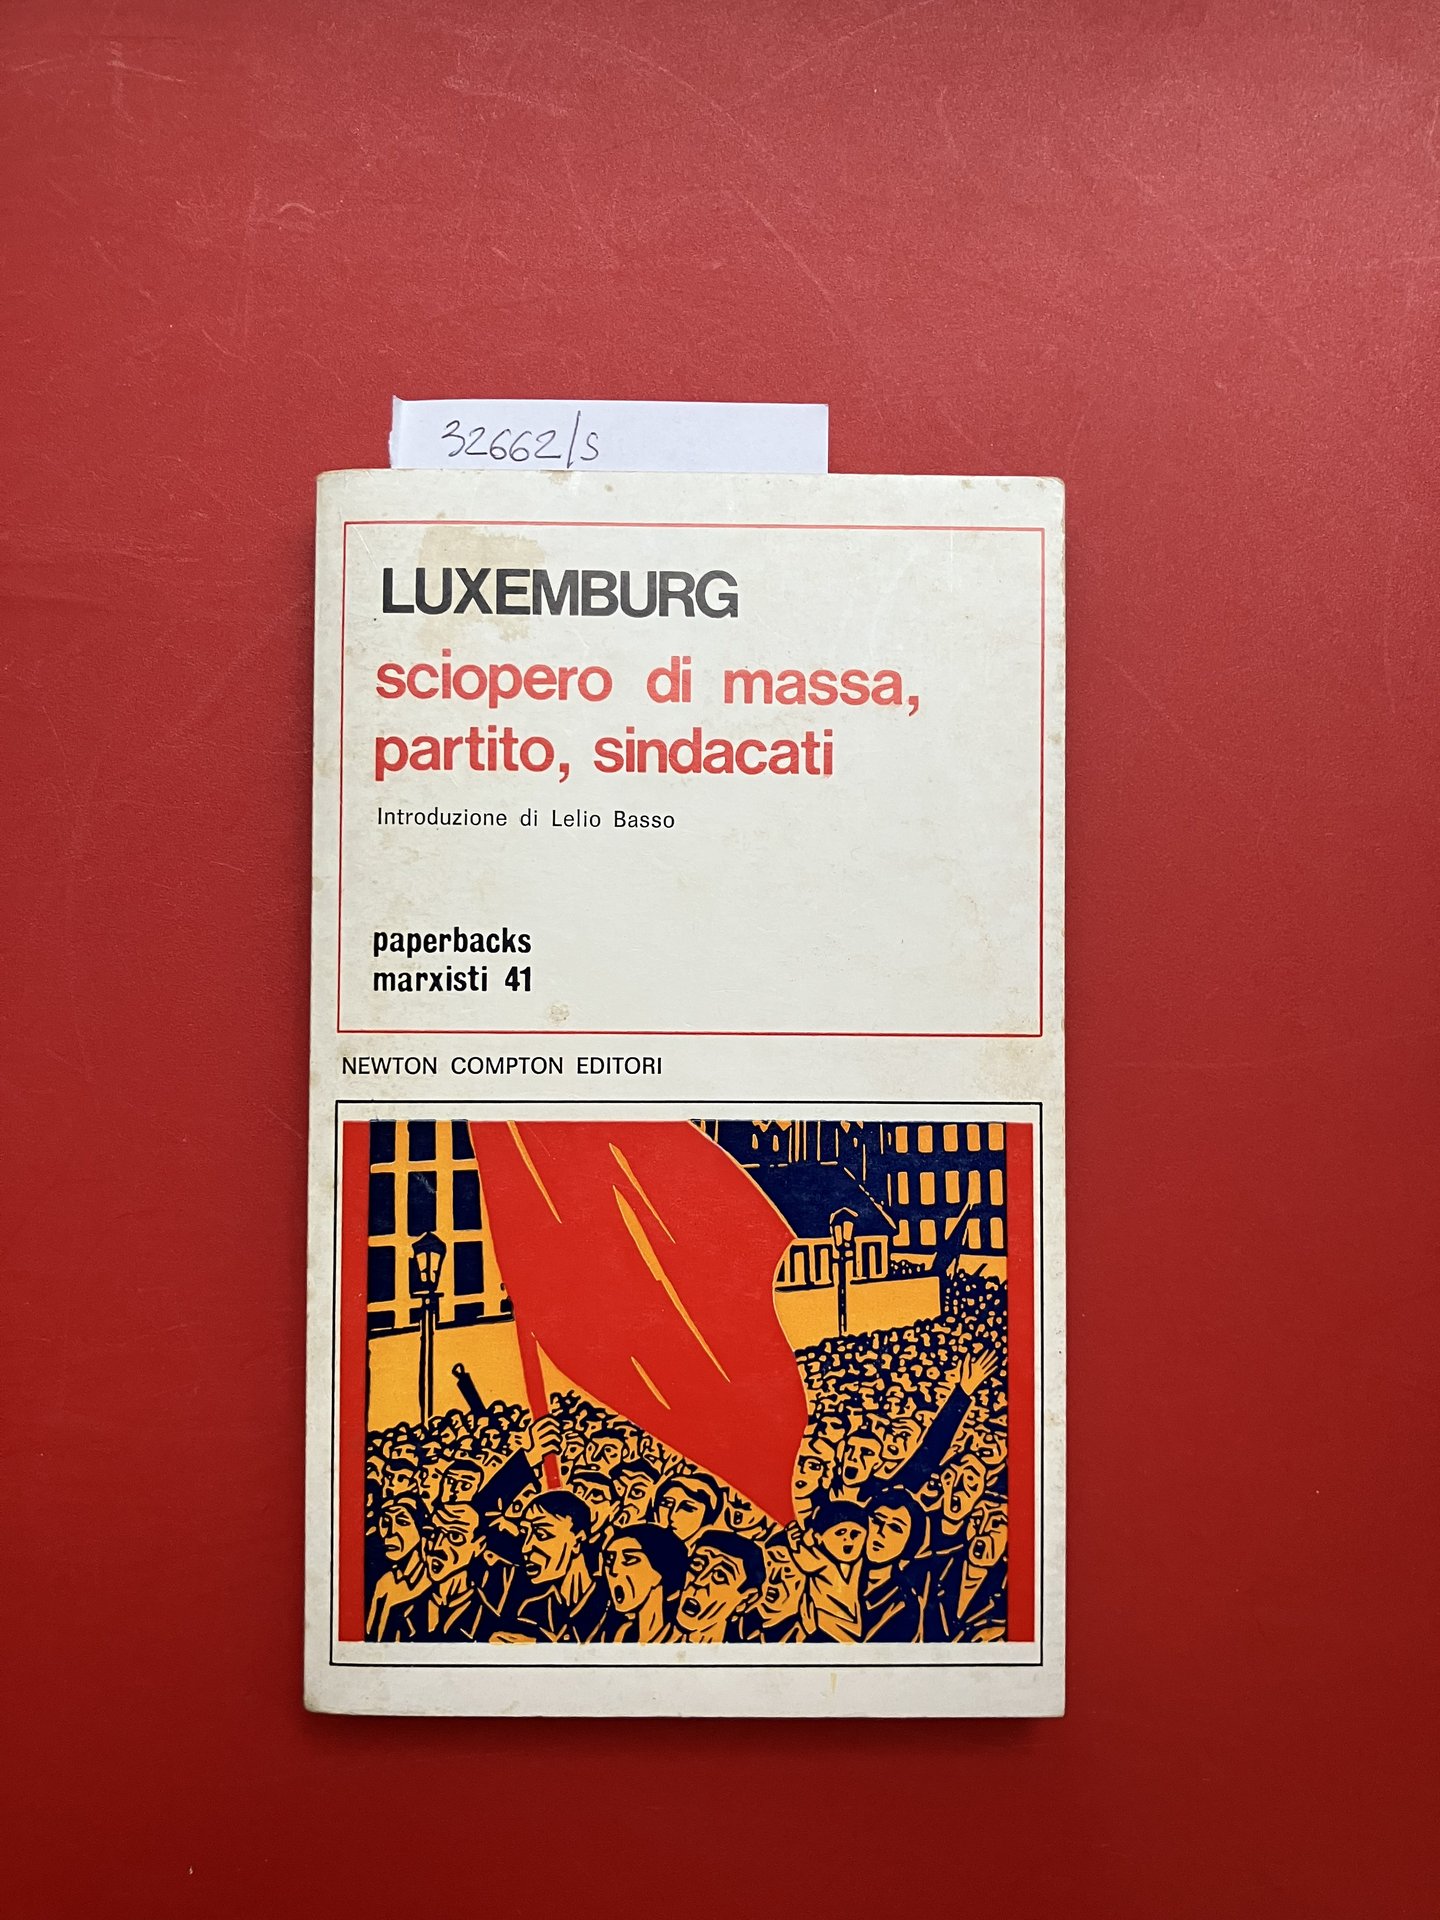 32662/s
LUXEMBURG
sciopero di massa,
partito, sindacati
Introduzione di Lelio Basso
paperbacks
marxisti 41
NEWTON COMPTON EDITORI